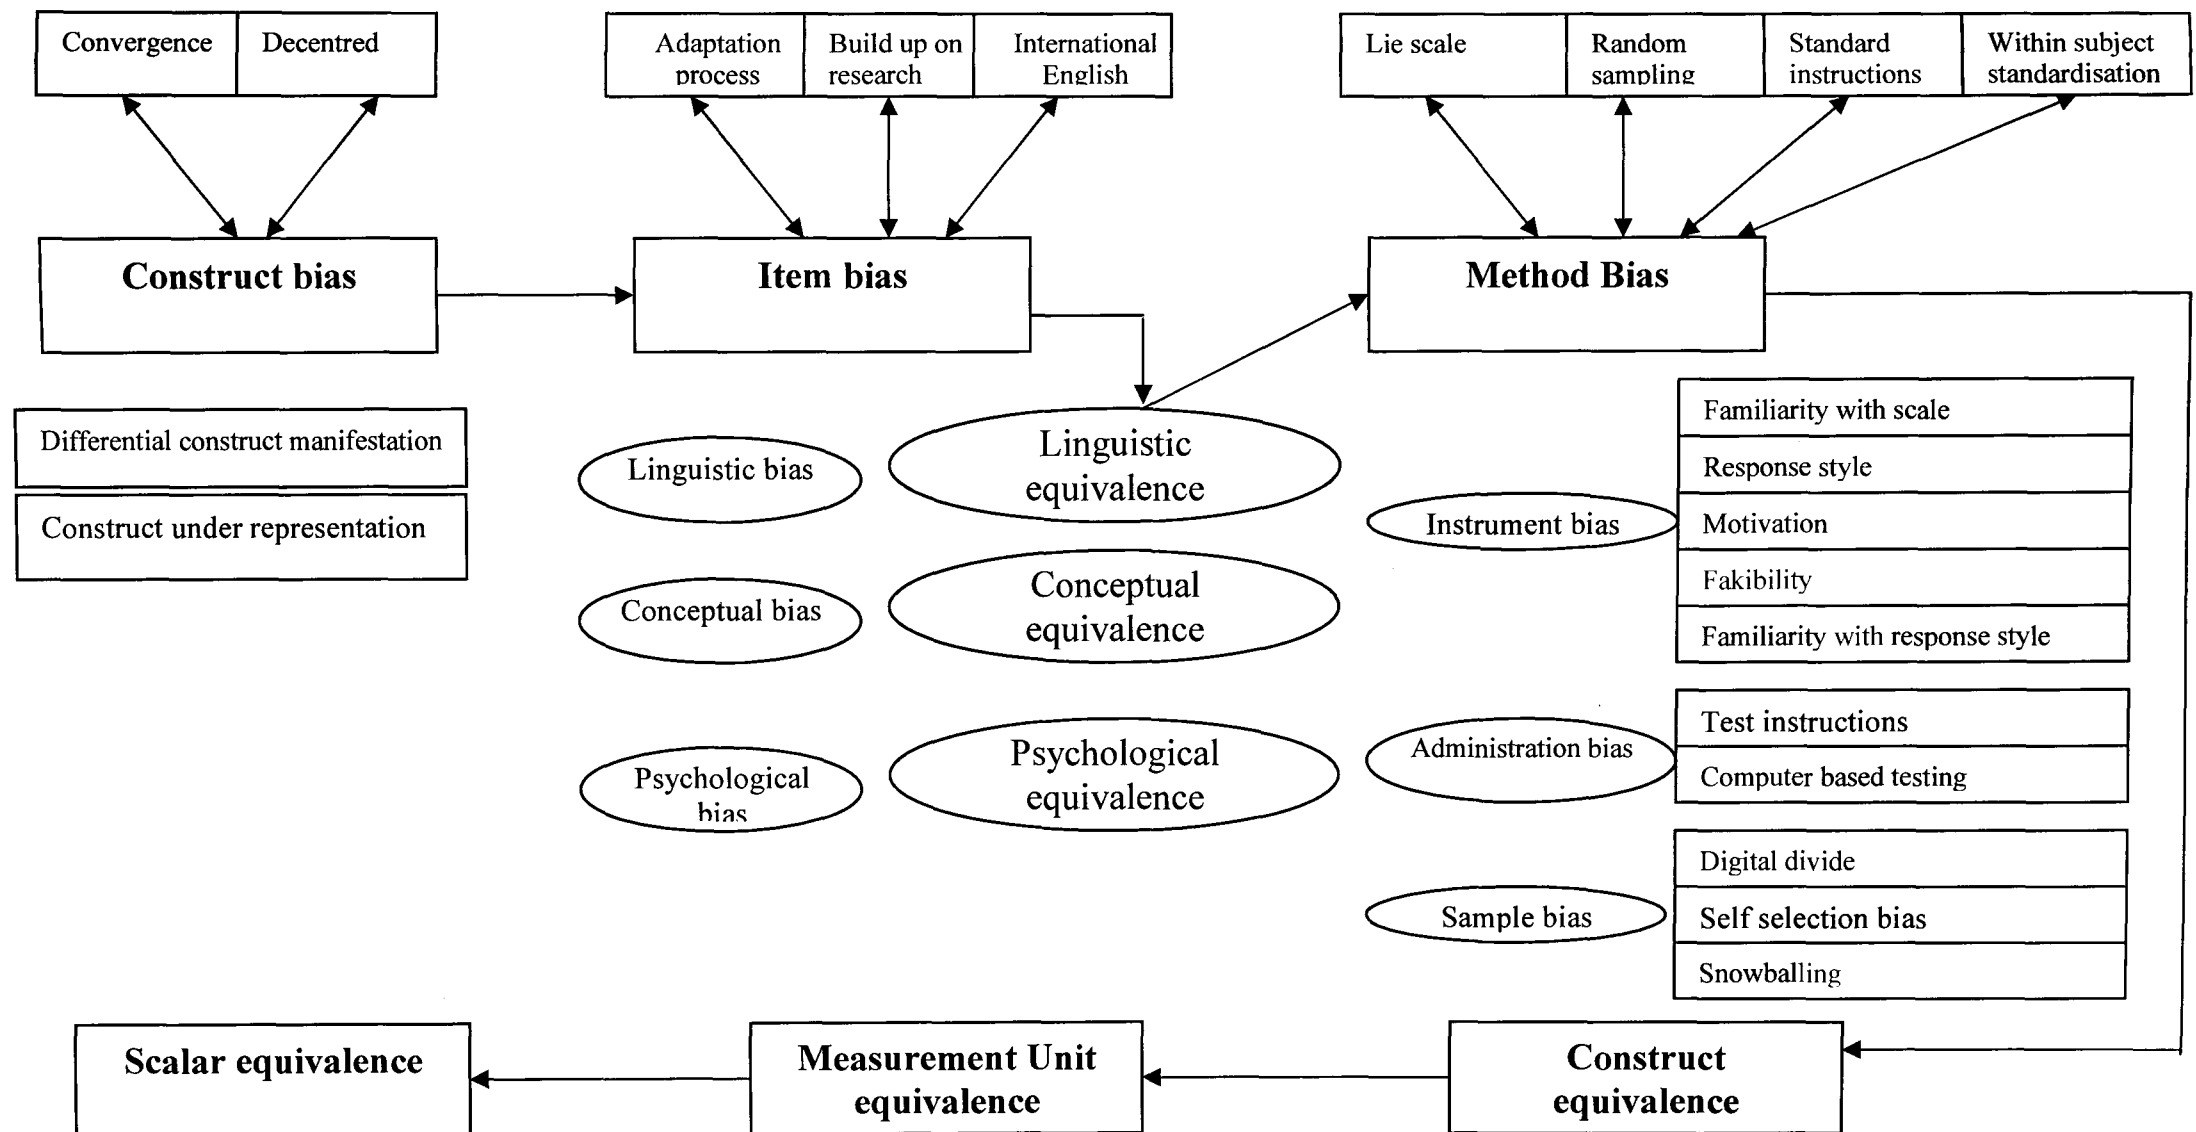 Convergence
Decentred
Adaptation
process
Build up on
research
International
English
Lie scale
Random
sampling
Standard
instructions
Within subject
standardisation
Construct bias
Item bias
Method Bias
Differential construct manifestation
Construct under representation
Linguistic bias
Linguistic
equivalence
Conceptual bias
Conceptual
equivalence
Psychological
bias
Psychological
equivalence
Instrument bias
Familiarity with scale
Response style
Motivation
Fakibility
Familiarity with response style
Administration bias
Test instructions
Computer based testing
Sample bias
Digital divide
Self selection bias
Snowballing
Scalar equivalence
Measurement Unit
equivalence
Construct
equivalence